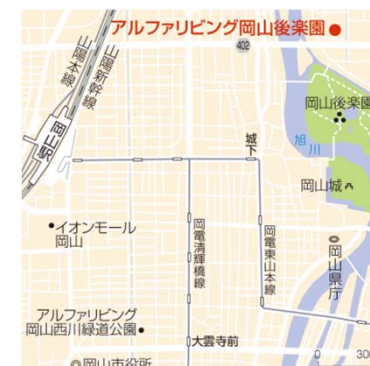 アルファリビング岡山後楽園
402
山陽本線
山陽新幹線
岡山駅
岡山後楽園
城下
旭川
岡山城
イオンモール
岡山
岡電清輝橋線
岡電東山本線
岡山県庁
アルファリビング
岡山西川緑道公園
大雲寺前
岡山市役所
0